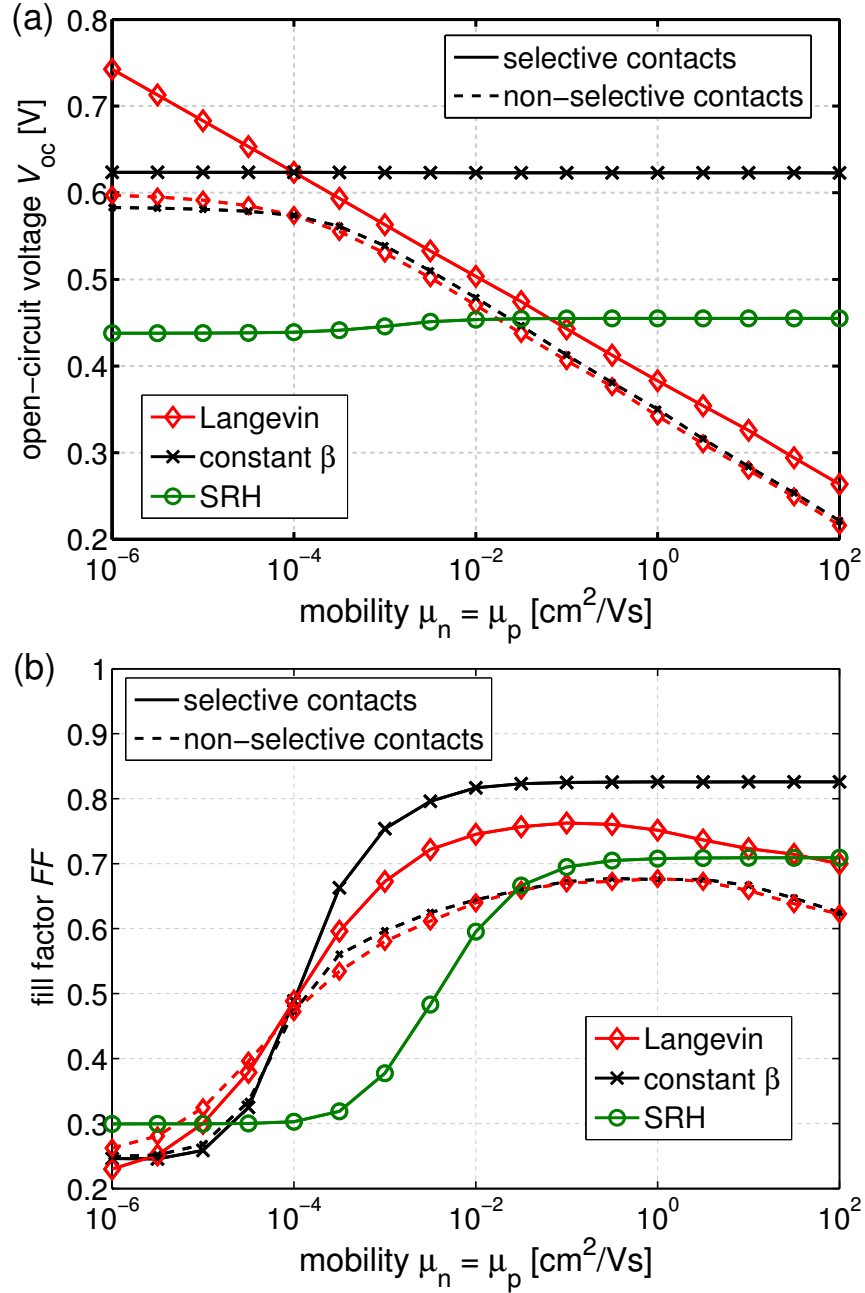 (a)
0.8
0.7
0.6
0.5
0.4
0.3
0.2
open−circuit voltage V_oc [V]
selective contacts
non−selective contacts
Langevin
constant β
SRH
10^−6
10^−4
10^−2
10^0
10^2
mobility μ_n = μ_p [cm^2/Vs]
(b)
1
0.9
0.8
0.7
0.6
0.5
0.4
0.3
0.2
fill factor FF
selective contacts
non−selective contacts
Langevin
constant β
SRH
10^−6
10^−4
10^−2
10^0
10^2
mobility μ_n = μ_p [cm^2/Vs]